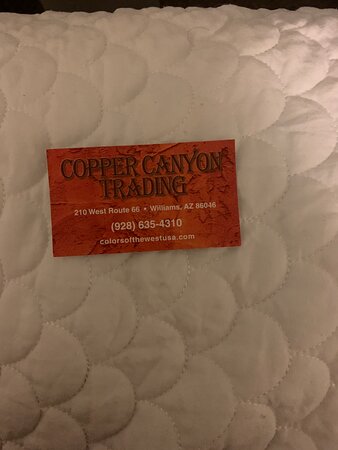 COPPER CANYON
TRADING
210 West Route 66 • Williams, AZ 86046
(928) 635-4310
colorsofthewestusa.com